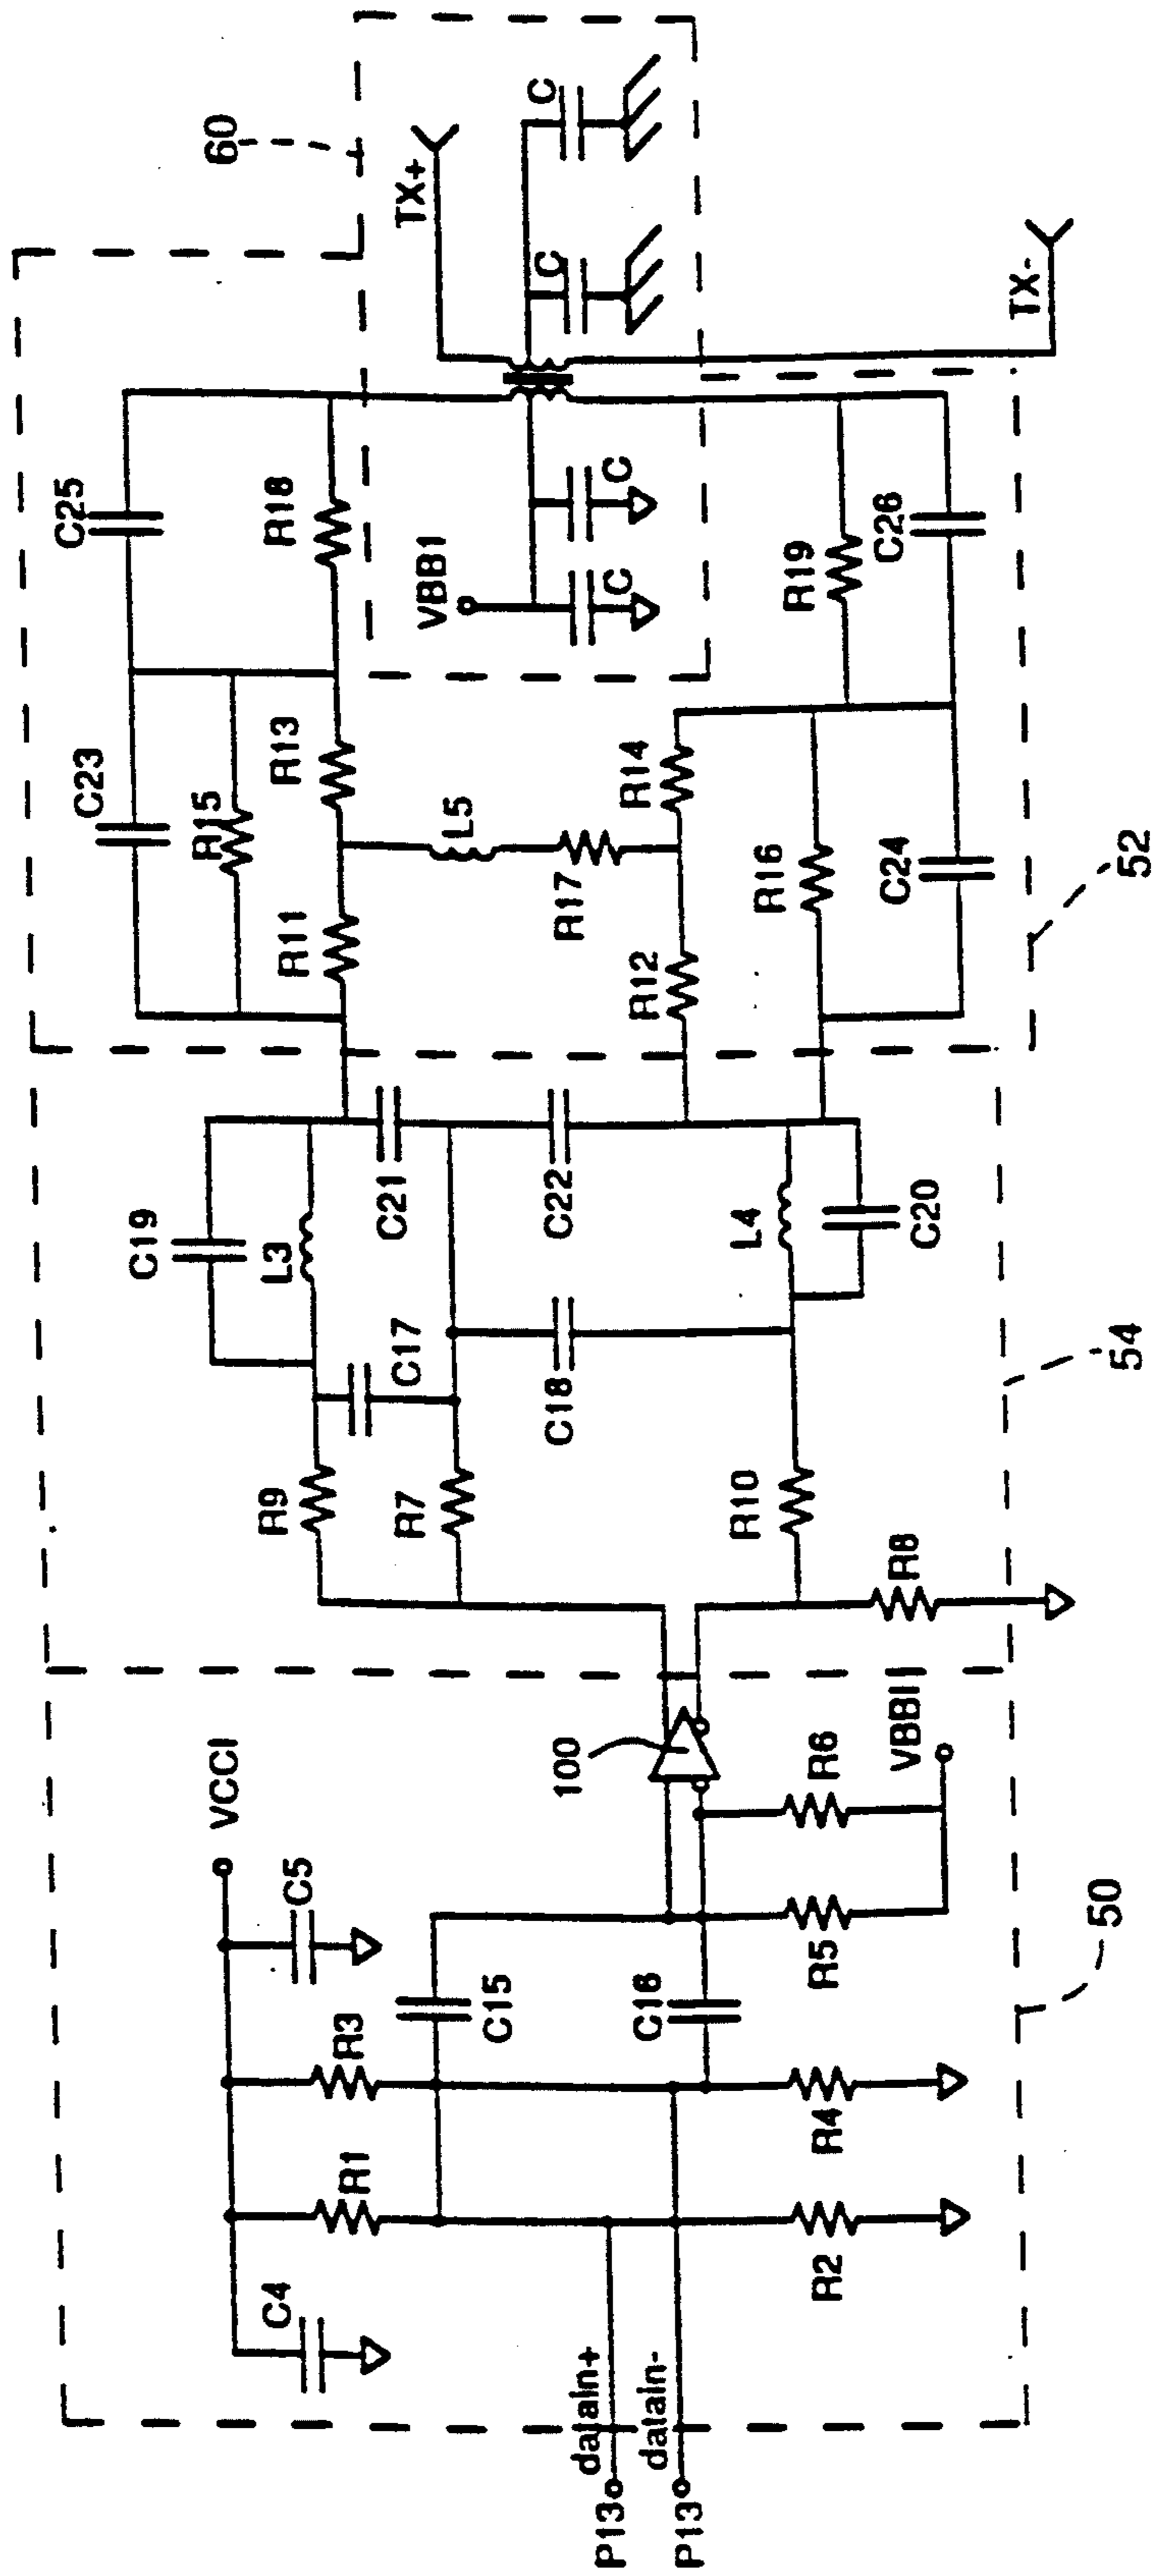 60
TX+
C
C
TX-
C25
R18
VBB1
C
C
R19
C26
C23
R15
R13
R11
L5
R17
R14
R12
R16
C24
52
C19
L3
C21
C22
L4
C20
C17
C18
54
R9
R7
R10
R8
VCCI
100
R6
VBBI
C5
R3
C15
C16
R5
50
R1
R4
C4
R2
datain+
datain-
P13
P13